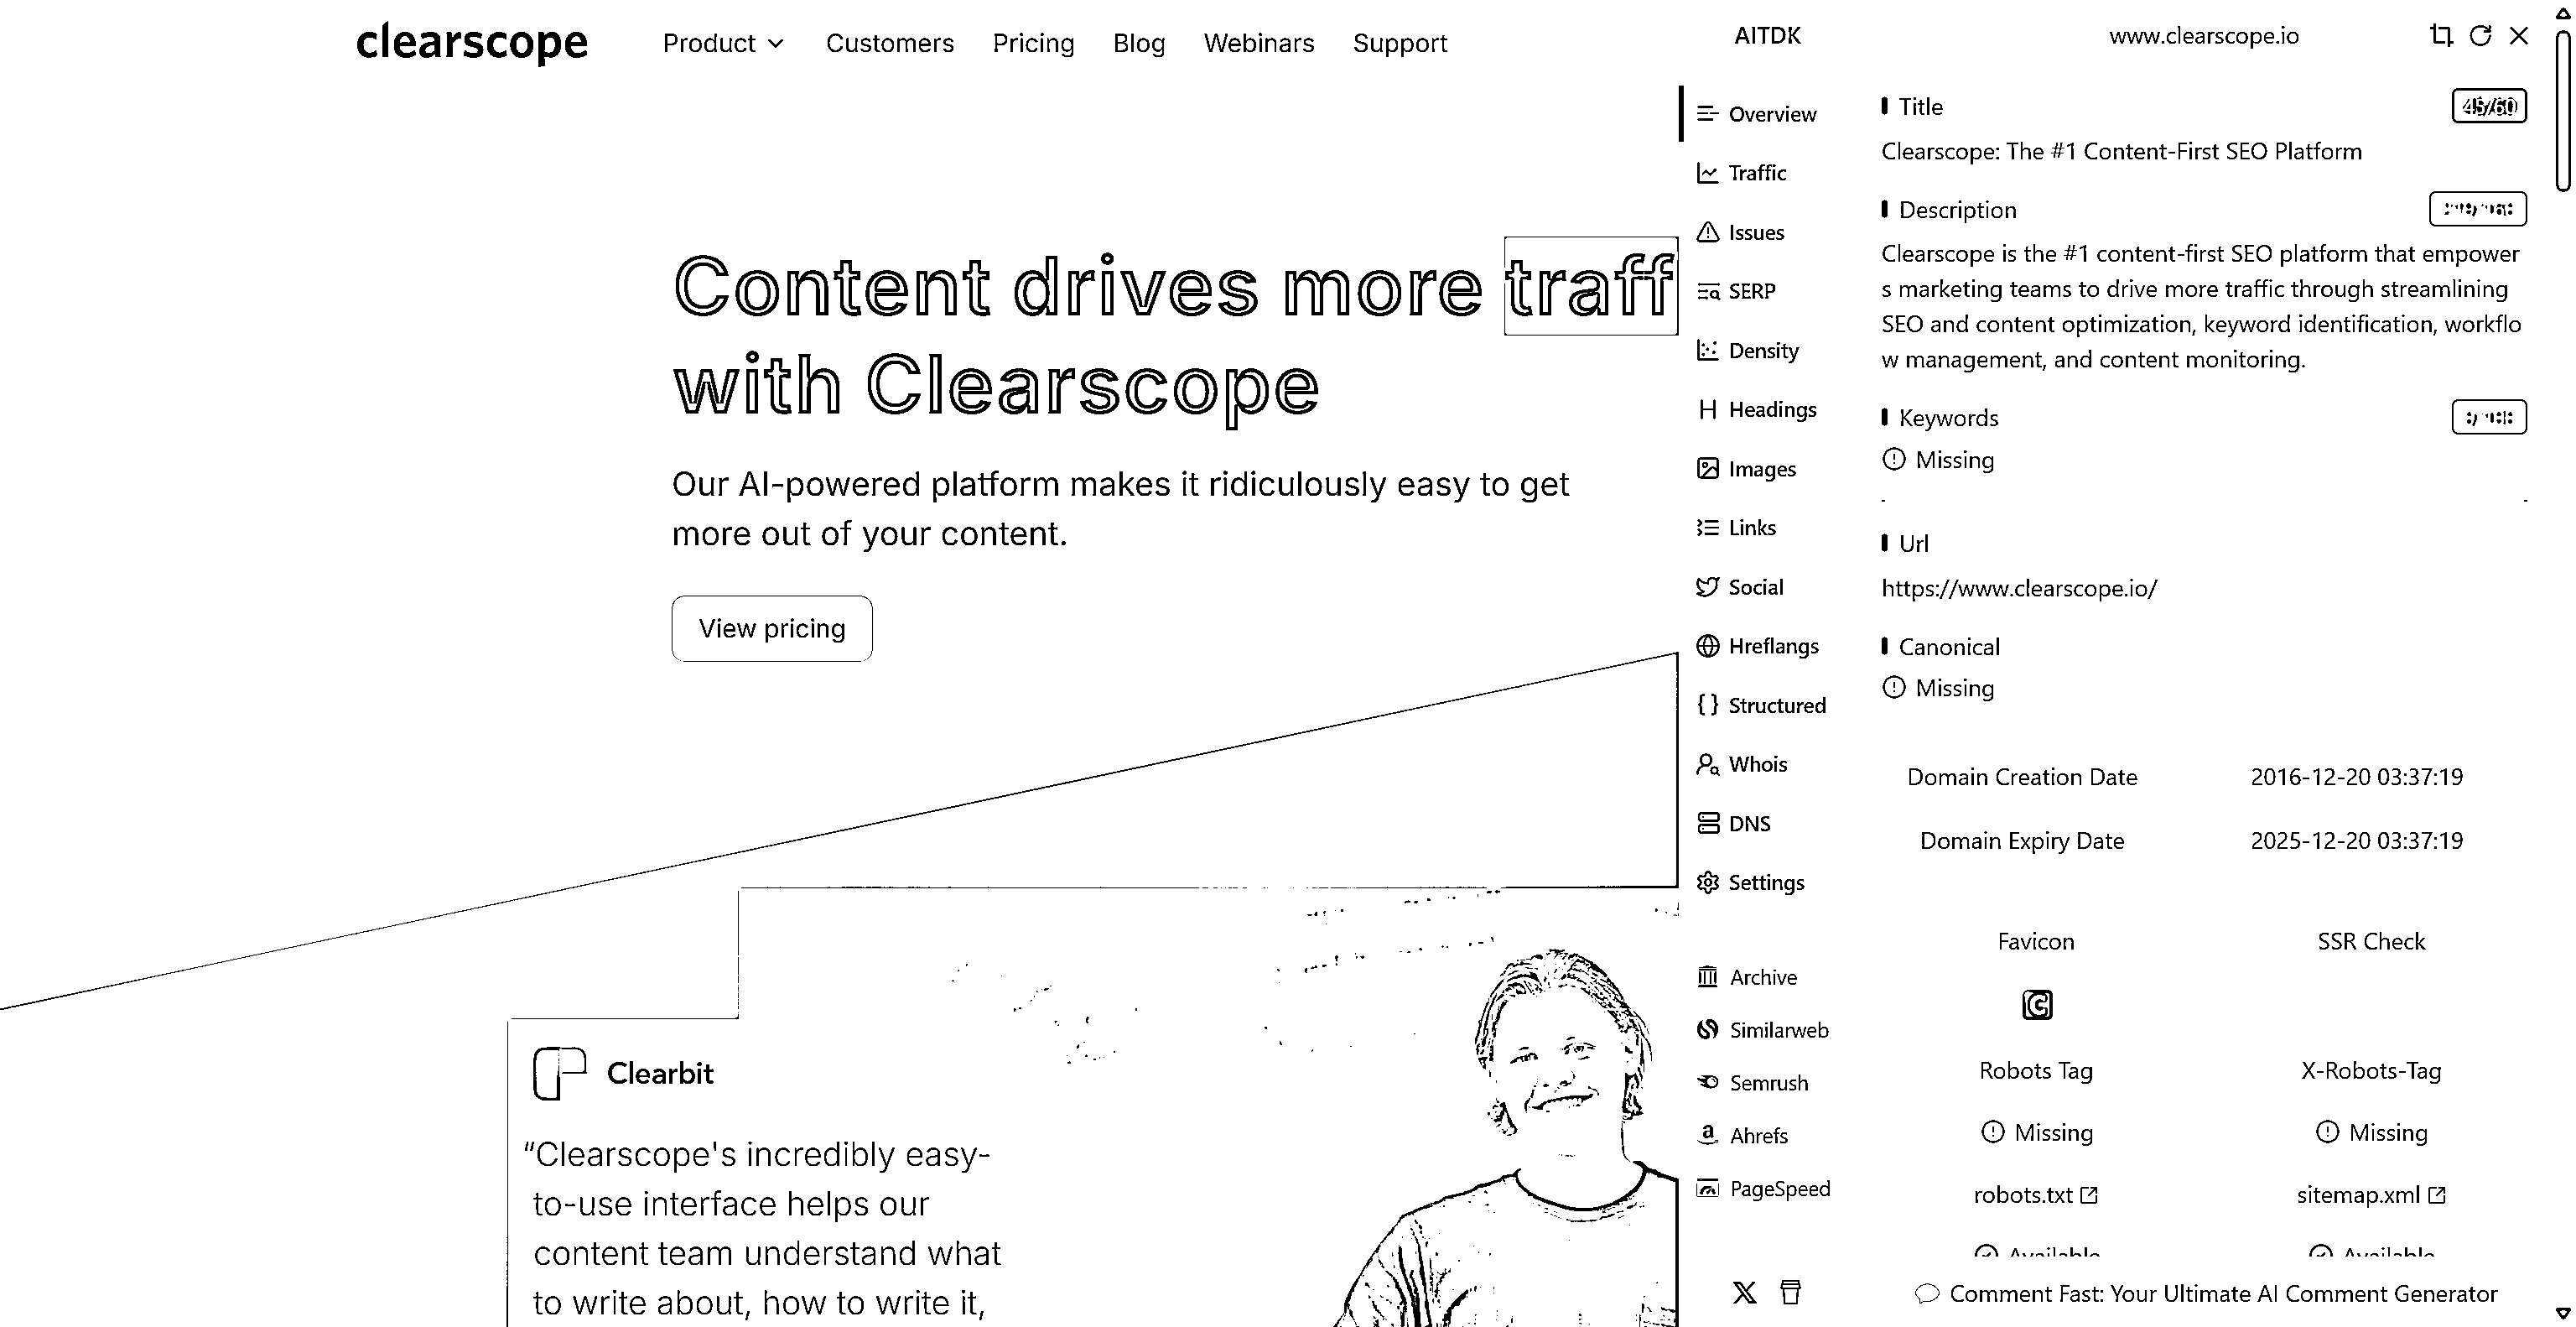 clearscope
Product
Customers
Pricing
Blog
Webinars
Support
Content drives more traff
with Clearscope
Our AI-powered platform makes it ridiculously easy to get
more out of your content.
View pricing
Clearbit
“Clearscope's incredibly easy-
to-use interface helps our
content team understand what
to write about, how to write it,
AITDK
www.clearscope.io
Overview
Traffic
Issues
SERP
Density
Headings
Images
Links
Social
Hreflangs
Structured
Whois
DNS
Settings
Archive
Similarweb
Semrush
Ahrefs
PageSpeed
Title
45/60
Clearscope: The #1 Content-First SEO Platform
Description
Clearscope is the #1 content-first SEO platform that empower
s marketing teams to drive more traffic through streamlining
SEO and content optimization, keyword identification, workflo
w management, and content monitoring.
Keywords
Missing
Url
https://www.clearscope.io/
Canonical
Missing
Domain Creation Date 2016-12-20 03:37:19
Domain Expiry Date 2025-12-20 03:37:19
Favicon SSR Check
Robots Tag X-Robots-Tag
Missing Missing
robots.txt sitemap.xml
Available Available
Comment Fast: Your Ultimate AI Comment Generator